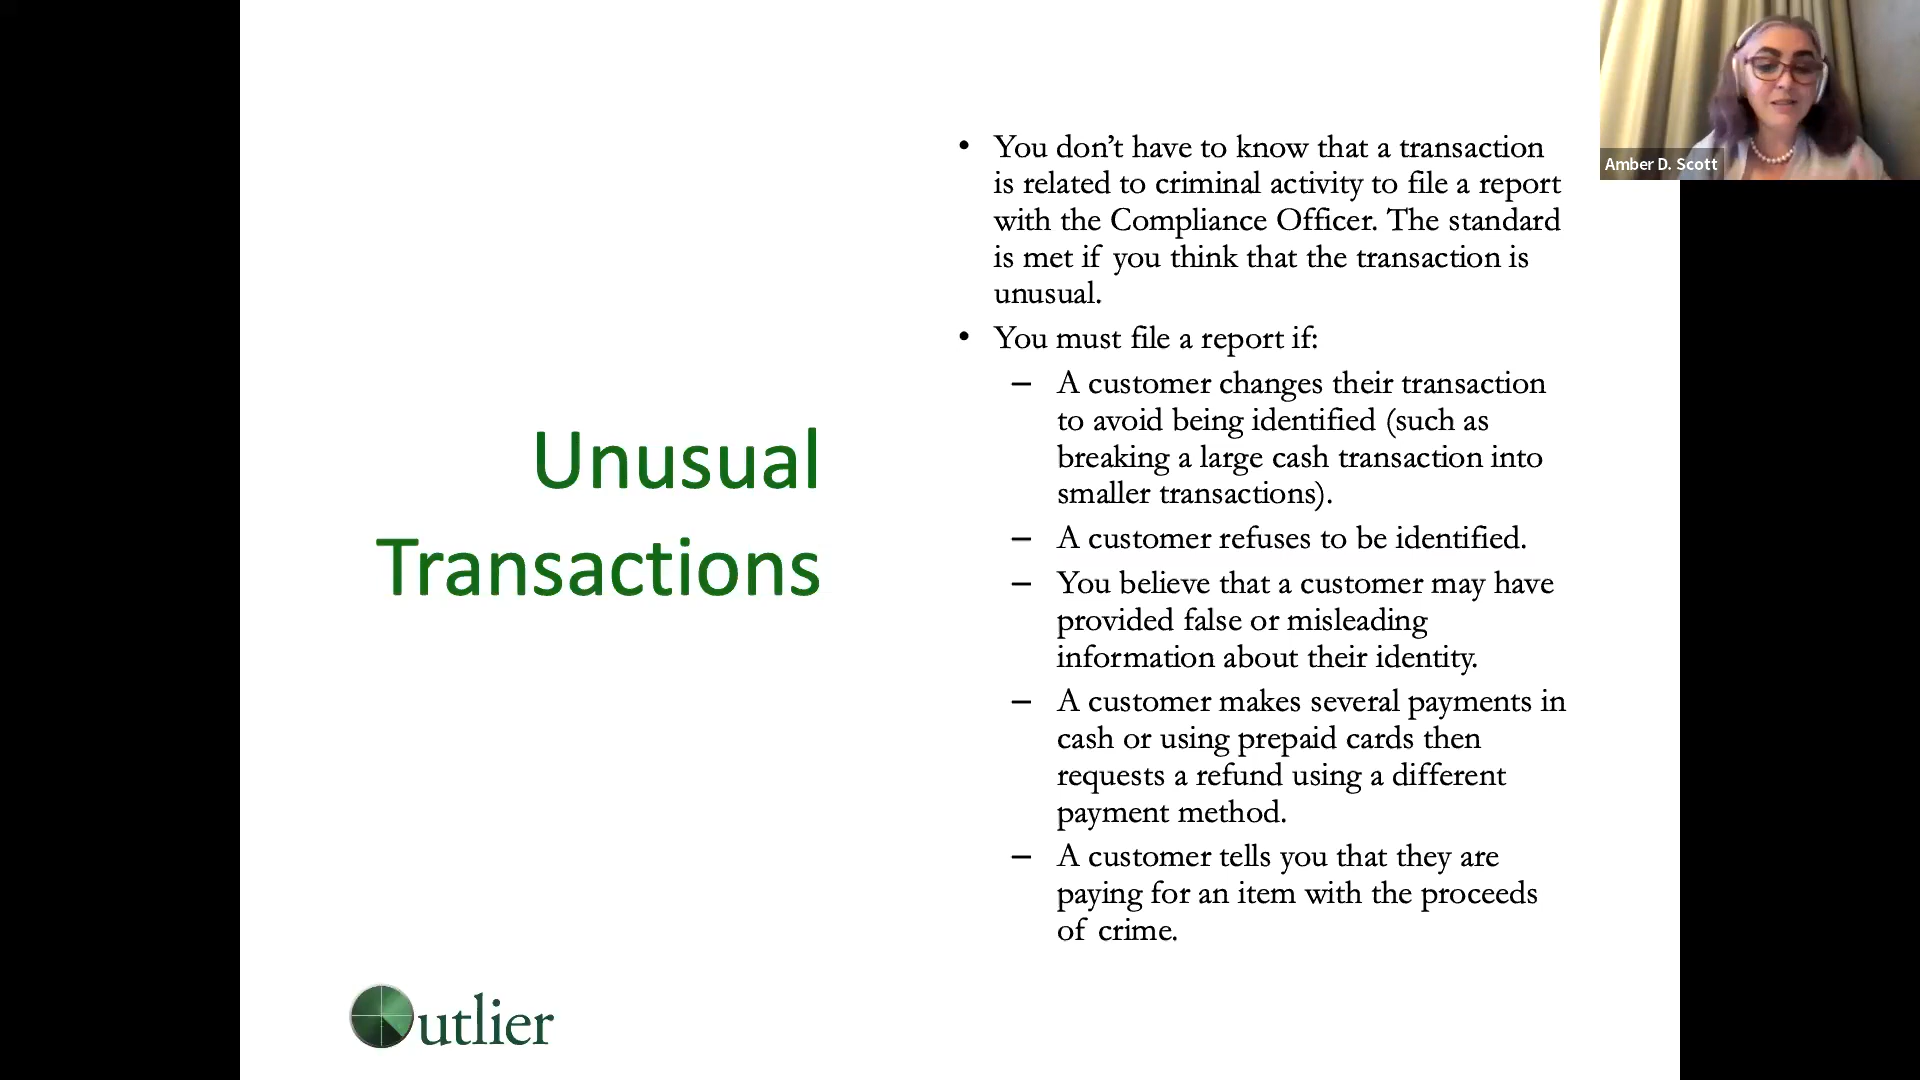 Amber D. Scott
Unusual
Transactions
• You don’t have to know that a transaction
is related to criminal activity to file a report
with the Compliance Officer. The standard
is met if you think that the transaction is
unusual.
• You must file a report if:
– A customer changes their transaction
to avoid being identified (such as
breaking a large cash transaction into
smaller transactions).
– A customer refuses to be identified.
– You believe that a customer may have
provided false or misleading
information about their identity.
– A customer makes several payments in
cash or using prepaid cards then
requests a refund using a different
payment method.
– A customer tells you that they are
paying for an item with the proceeds
of crime.
Outlier